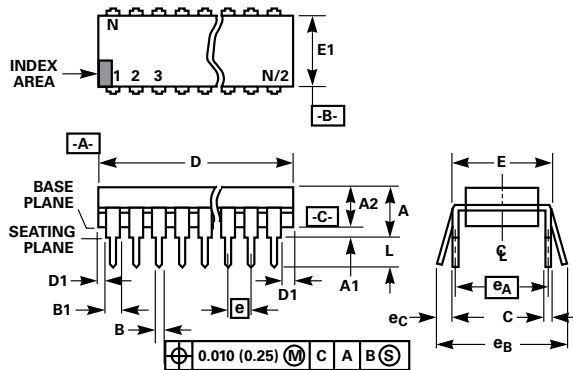 N
E1
INDEX
AREA
1 2 3 N/2
-B-
-A-
D
E
BASE
PLANE
A2
A
-C-
SEATING
PLANE
L
C
L
D1
A1
D1
B1
e
eA
B
eC
C
eB
0.010 (0.25) M C A B S